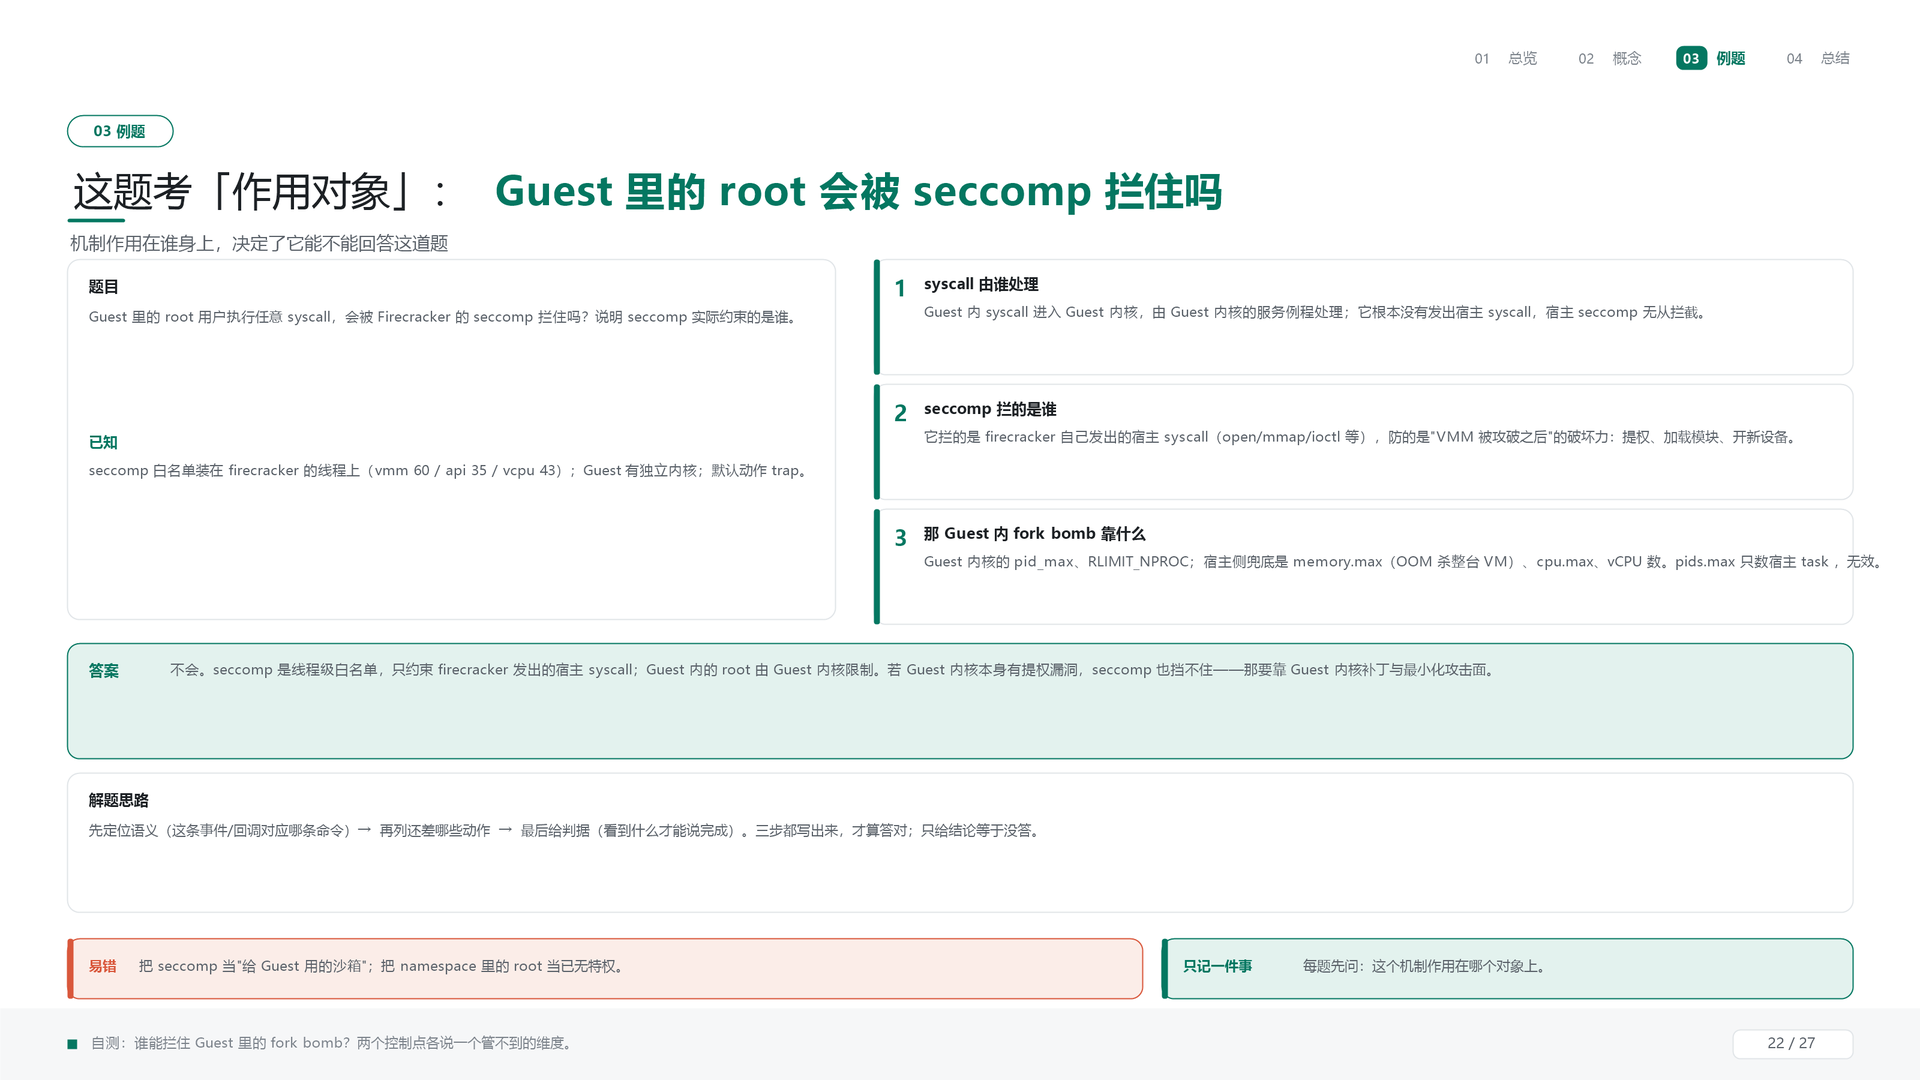 01 总览 02 概念 03 例题 04 总结
03 例题
这题考「作用对象」： Guest 里的 root 会被 seccomp 拦住吗
机制作用在谁身上，决定了它能不能回答这道题
题目
Guest 里的 root 用户执行任意 syscall，会被 Firecracker 的 seccomp 拦住吗？说明 seccomp 实际约束的是谁。
已知
seccomp 白名单装在 firecracker 的线程上（vmm 60 / api 35 / vcpu 43）；Guest 有独立内核；默认动作 trap。
1 syscall 由谁处理
Guest 内 syscall 进入 Guest 内核，由 Guest 内核的服务例程处理；它根本没有发出宿主 syscall，宿主 seccomp 无从拦截。
2 seccomp 拦的是谁
它拦的是 firecracker 自己发出的宿主 syscall（open/mmap/ioctl 等），防的是"VMM 被攻破之后"的破坏力：提权、加载模块、开新设备。
3 那 Guest 内 fork bomb 靠什么
Guest 内核的 pid_max、RLIMIT_NPROC；宿主侧兜底是 memory.max（OOM 杀整台 VM）、cpu.max、vCPU 数。pids.max 只数宿主 task ，无效。
答案 不会。seccomp 是线程级白名单，只约束 firecracker 发出的宿主 syscall；Guest 内的 root 由 Guest 内核限制。若 Guest 内核本身有提权漏洞，seccomp 也挡不住——那要靠 Guest 内核补丁与最小化攻击面。
解题思路
先定位语义（这条事件/回调对应哪条命令）→ 再列还差哪些动作 → 最后给判据（看到什么才能说完成）。三步都写出来，才算答对；只给结论等于没答。
易错 把 seccomp 当"给 Guest 用的沙箱"；把 namespace 里的 root 当已无特权。
只记一件事 每题先问：这个机制作用在哪个对象上。
自测：谁能拦住 Guest 里的 fork bomb？两个控制点各说一个管不到的维度。
22 / 27